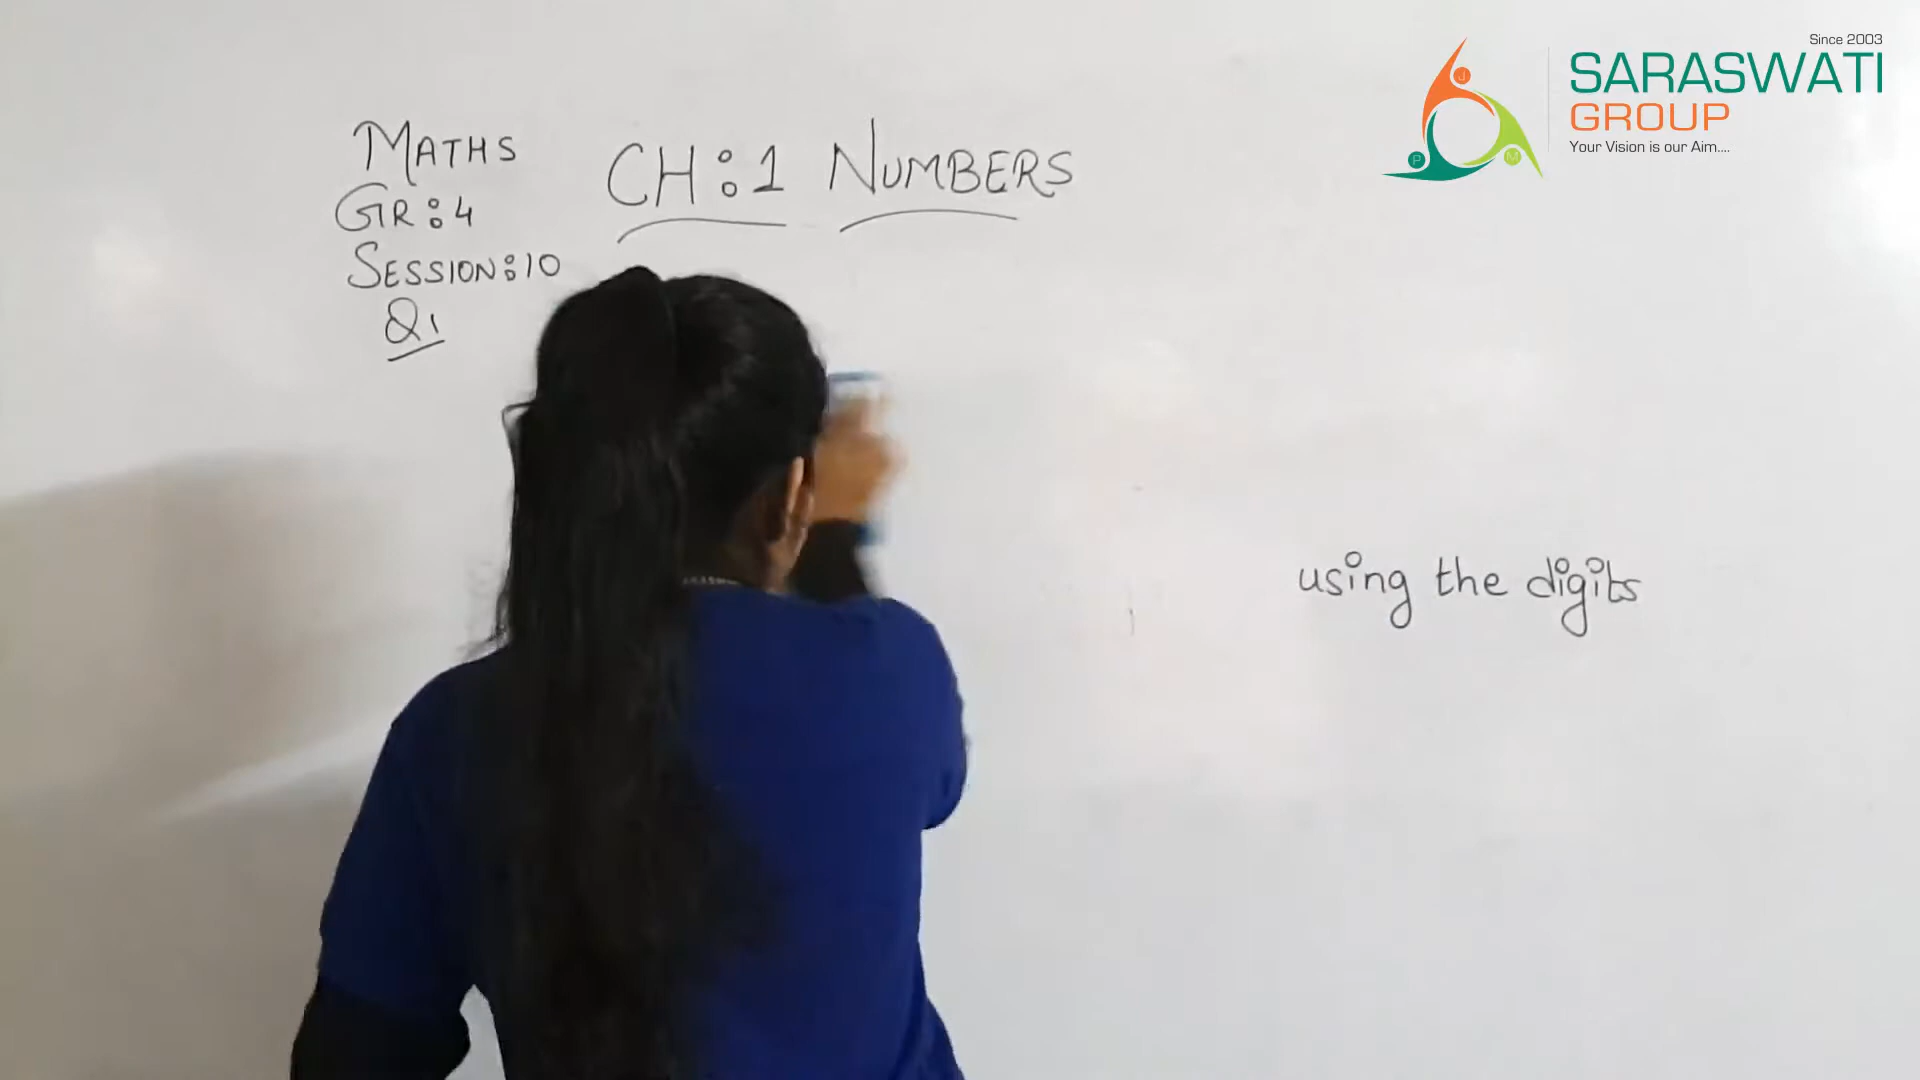 Since 2003
SARASWATI
GROUP
Your Vision is our Aim....
J
P
M
MATHS
GR:4
SESSION:10
Q1
CH:1 NUMBERS
using the digits